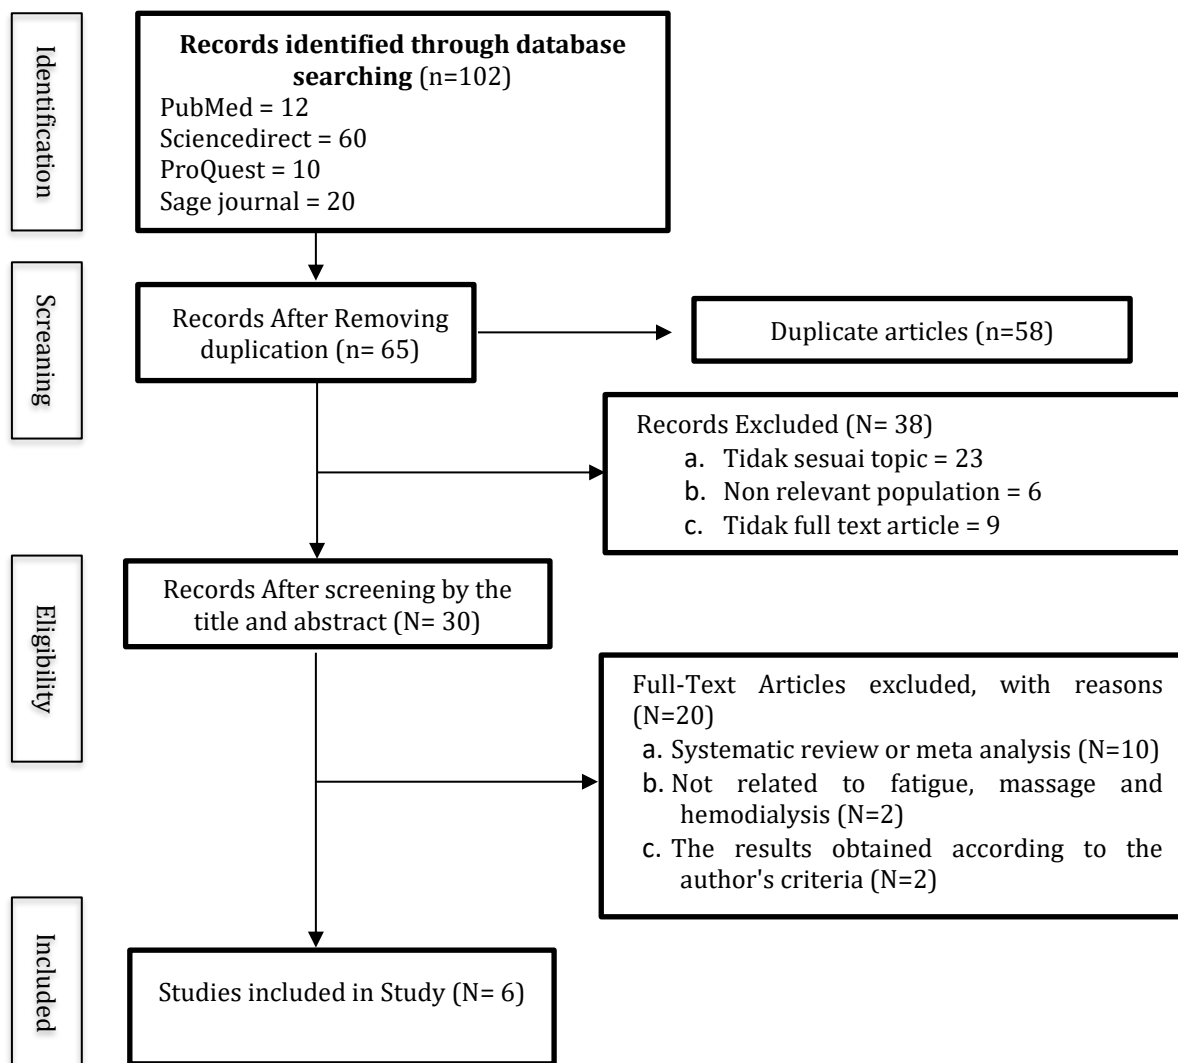 Identification
Records identified through database
searching (n=102)
PubMed = 12
Sciencedirect = 60
ProQuest = 10
Sage journal = 20
Screaning
Records After Removing
duplication (n= 65)
Duplicate articles (n=58)
Records Excluded (N= 38)
a. Tidak sesuai topic = 23
b. Non relevant population = 6
c. Tidak full text article = 9
Eligibility
Records After screening by the
title and abstract (N= 30)
Full-Text Articles excluded, with reasons
(N=20)
a. Systematic review or meta analysis (N=10)
b. Not related to fatigue, massage and
hemodialysis (N=2)
c. The results obtained according to the
author's criteria (N=2)
Included
Studies included in Study (N= 6)